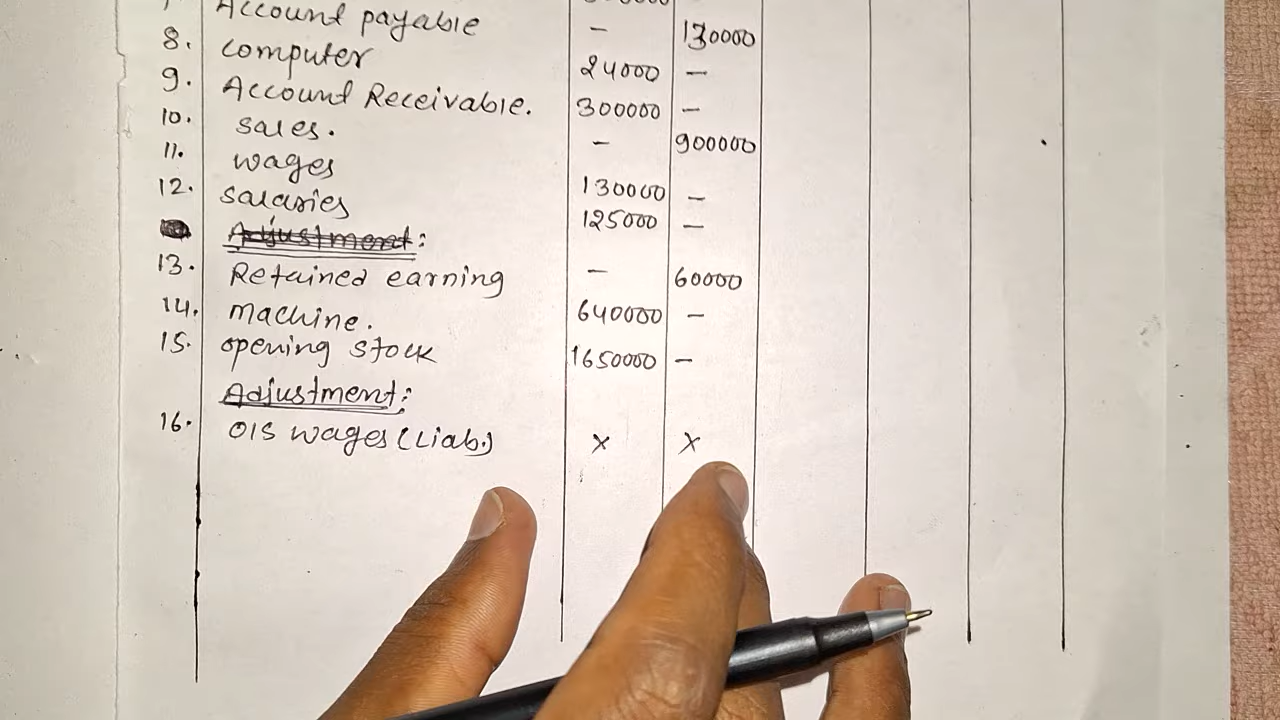 Account payable - 130000
8. computer 24000 -
9. Account Receivable. 300000 -
10. sales. - 900000
11. wages 130000 -
12. salaries 125000 -
Adjustment:
13. Retained earning - 60000
14. machine. 640000 -
15. opening stock 1650000 -
Adjustment:
16. O/S wages (Liab.) x x